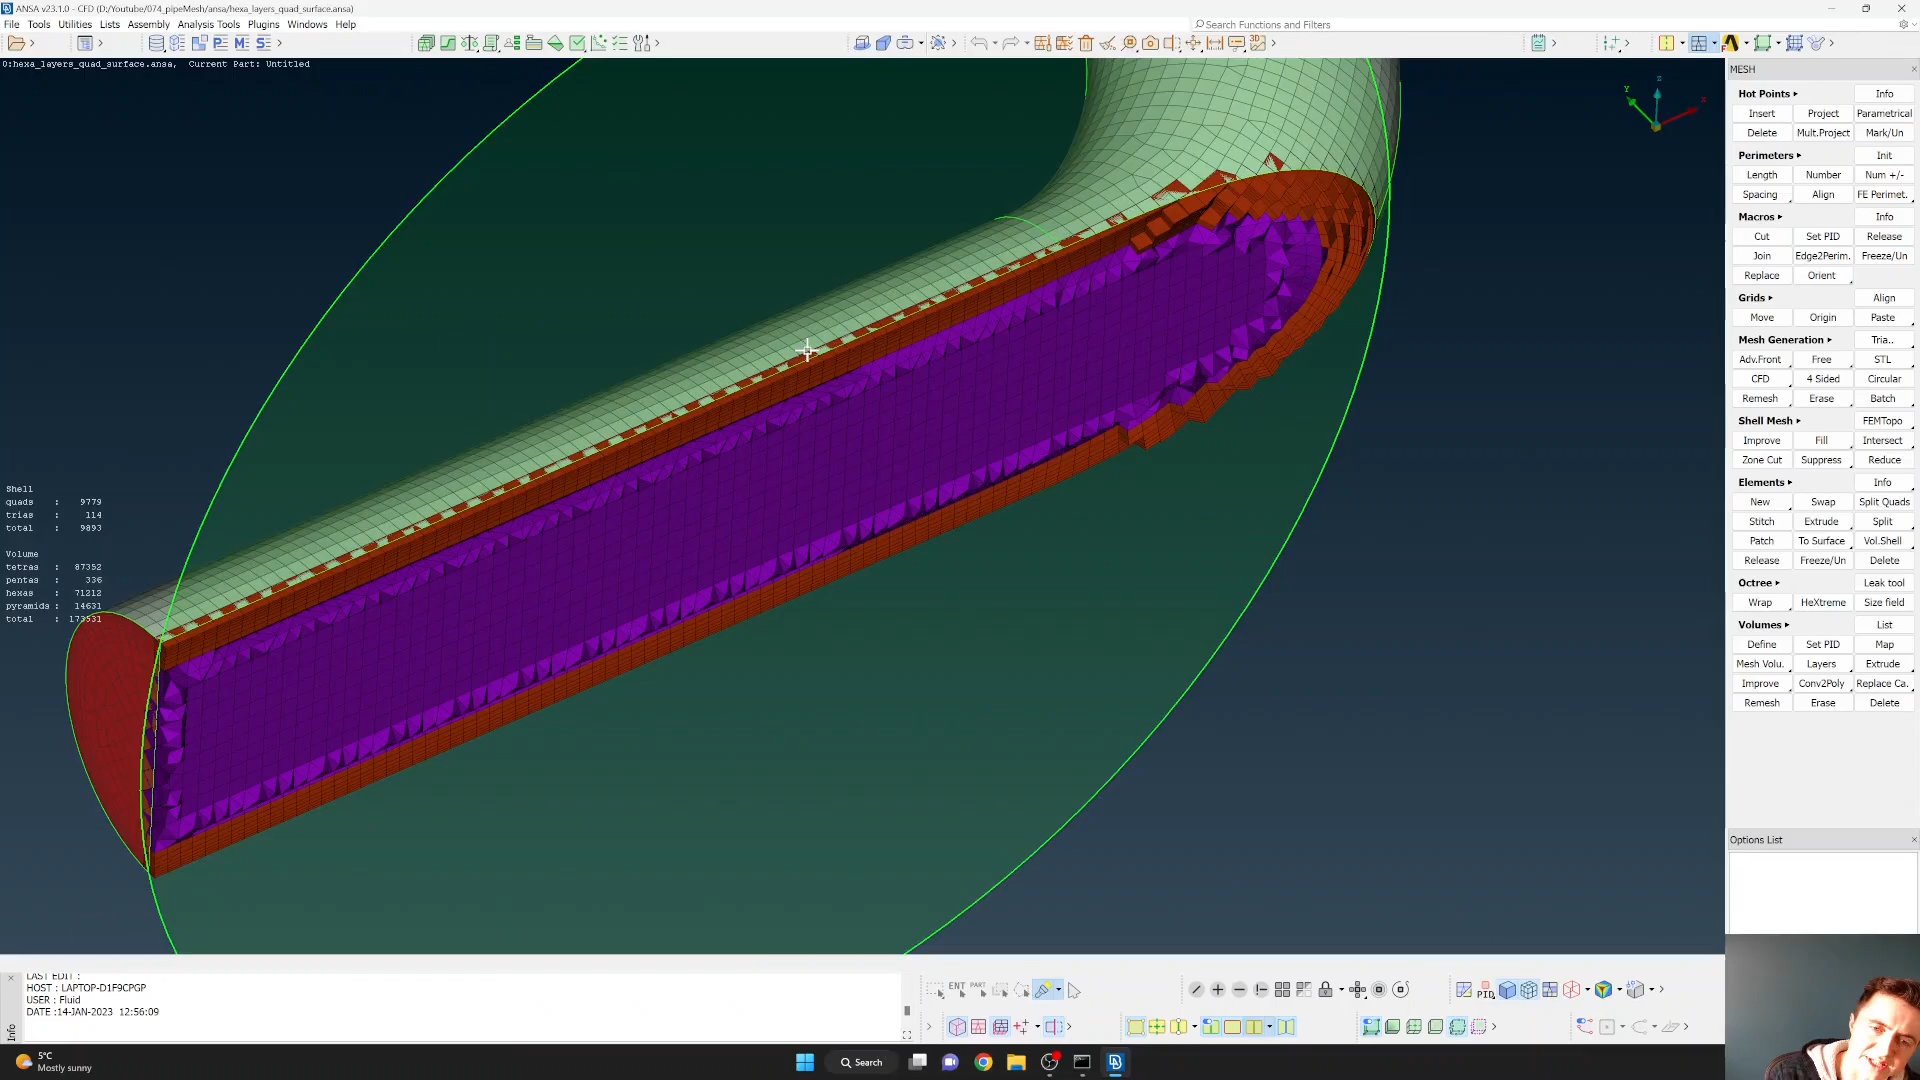 ANSA v23.1.0 - CFD (D:/Youtube/074_pipeMesh/ansa/hexa_layers_quad_surface.ansa)
File Tools Utilities Lists Assembly Analysis Tools Plugins Windows Help
Search Functions and Filters
0:hexa_layers_quad_surface.ansa, Current Part: Untitled
Z
Y
X
Shell
quads : 9779
trias : 114
total : 9893
Volume
tetras : 87352
pentas : 336
hexas : 71212
pyramids : 14631
total : 173531
MESH
Hot Points Info
Insert Project Parametrical
Delete Mult.Project Mark/Un
Perimeters Init
Length Number Num +/-
Spacing Align FE Perimet.
Macros Info
Cut Set PID Release
Join Edge2Perim. Freeze/Un
Replace Orient
Grids Align
Move Origin Paste
Mesh Generation Tria..
Adv.Front Free STL
CFD 4 Sided Circular
Remesh Erase Batch
Shell Mesh FEMTopo
Improve Fill Intersect
Zone Cut Suppress Reduce
Elements Info
New Swap Split Quads
Stitch Extrude Split
Patch To Surface Vol.Shell
Release Freeze/Un Delete
Octree Leak tool
Wrap HeXtreme Size field
Volumes List
Define Set PID Map
Mesh Volu. Layers Extrude
Improve Conv2Poly Replace Ca.
Remesh Erase Delete
Options List
LAST EDIT :
HOST : LAPTOP-D1F9CPGP
USER : Fluid
DATE :14-JAN-2023 12:56:09
Info
ENT PART
PID
5°C
Mostly sunny
Search